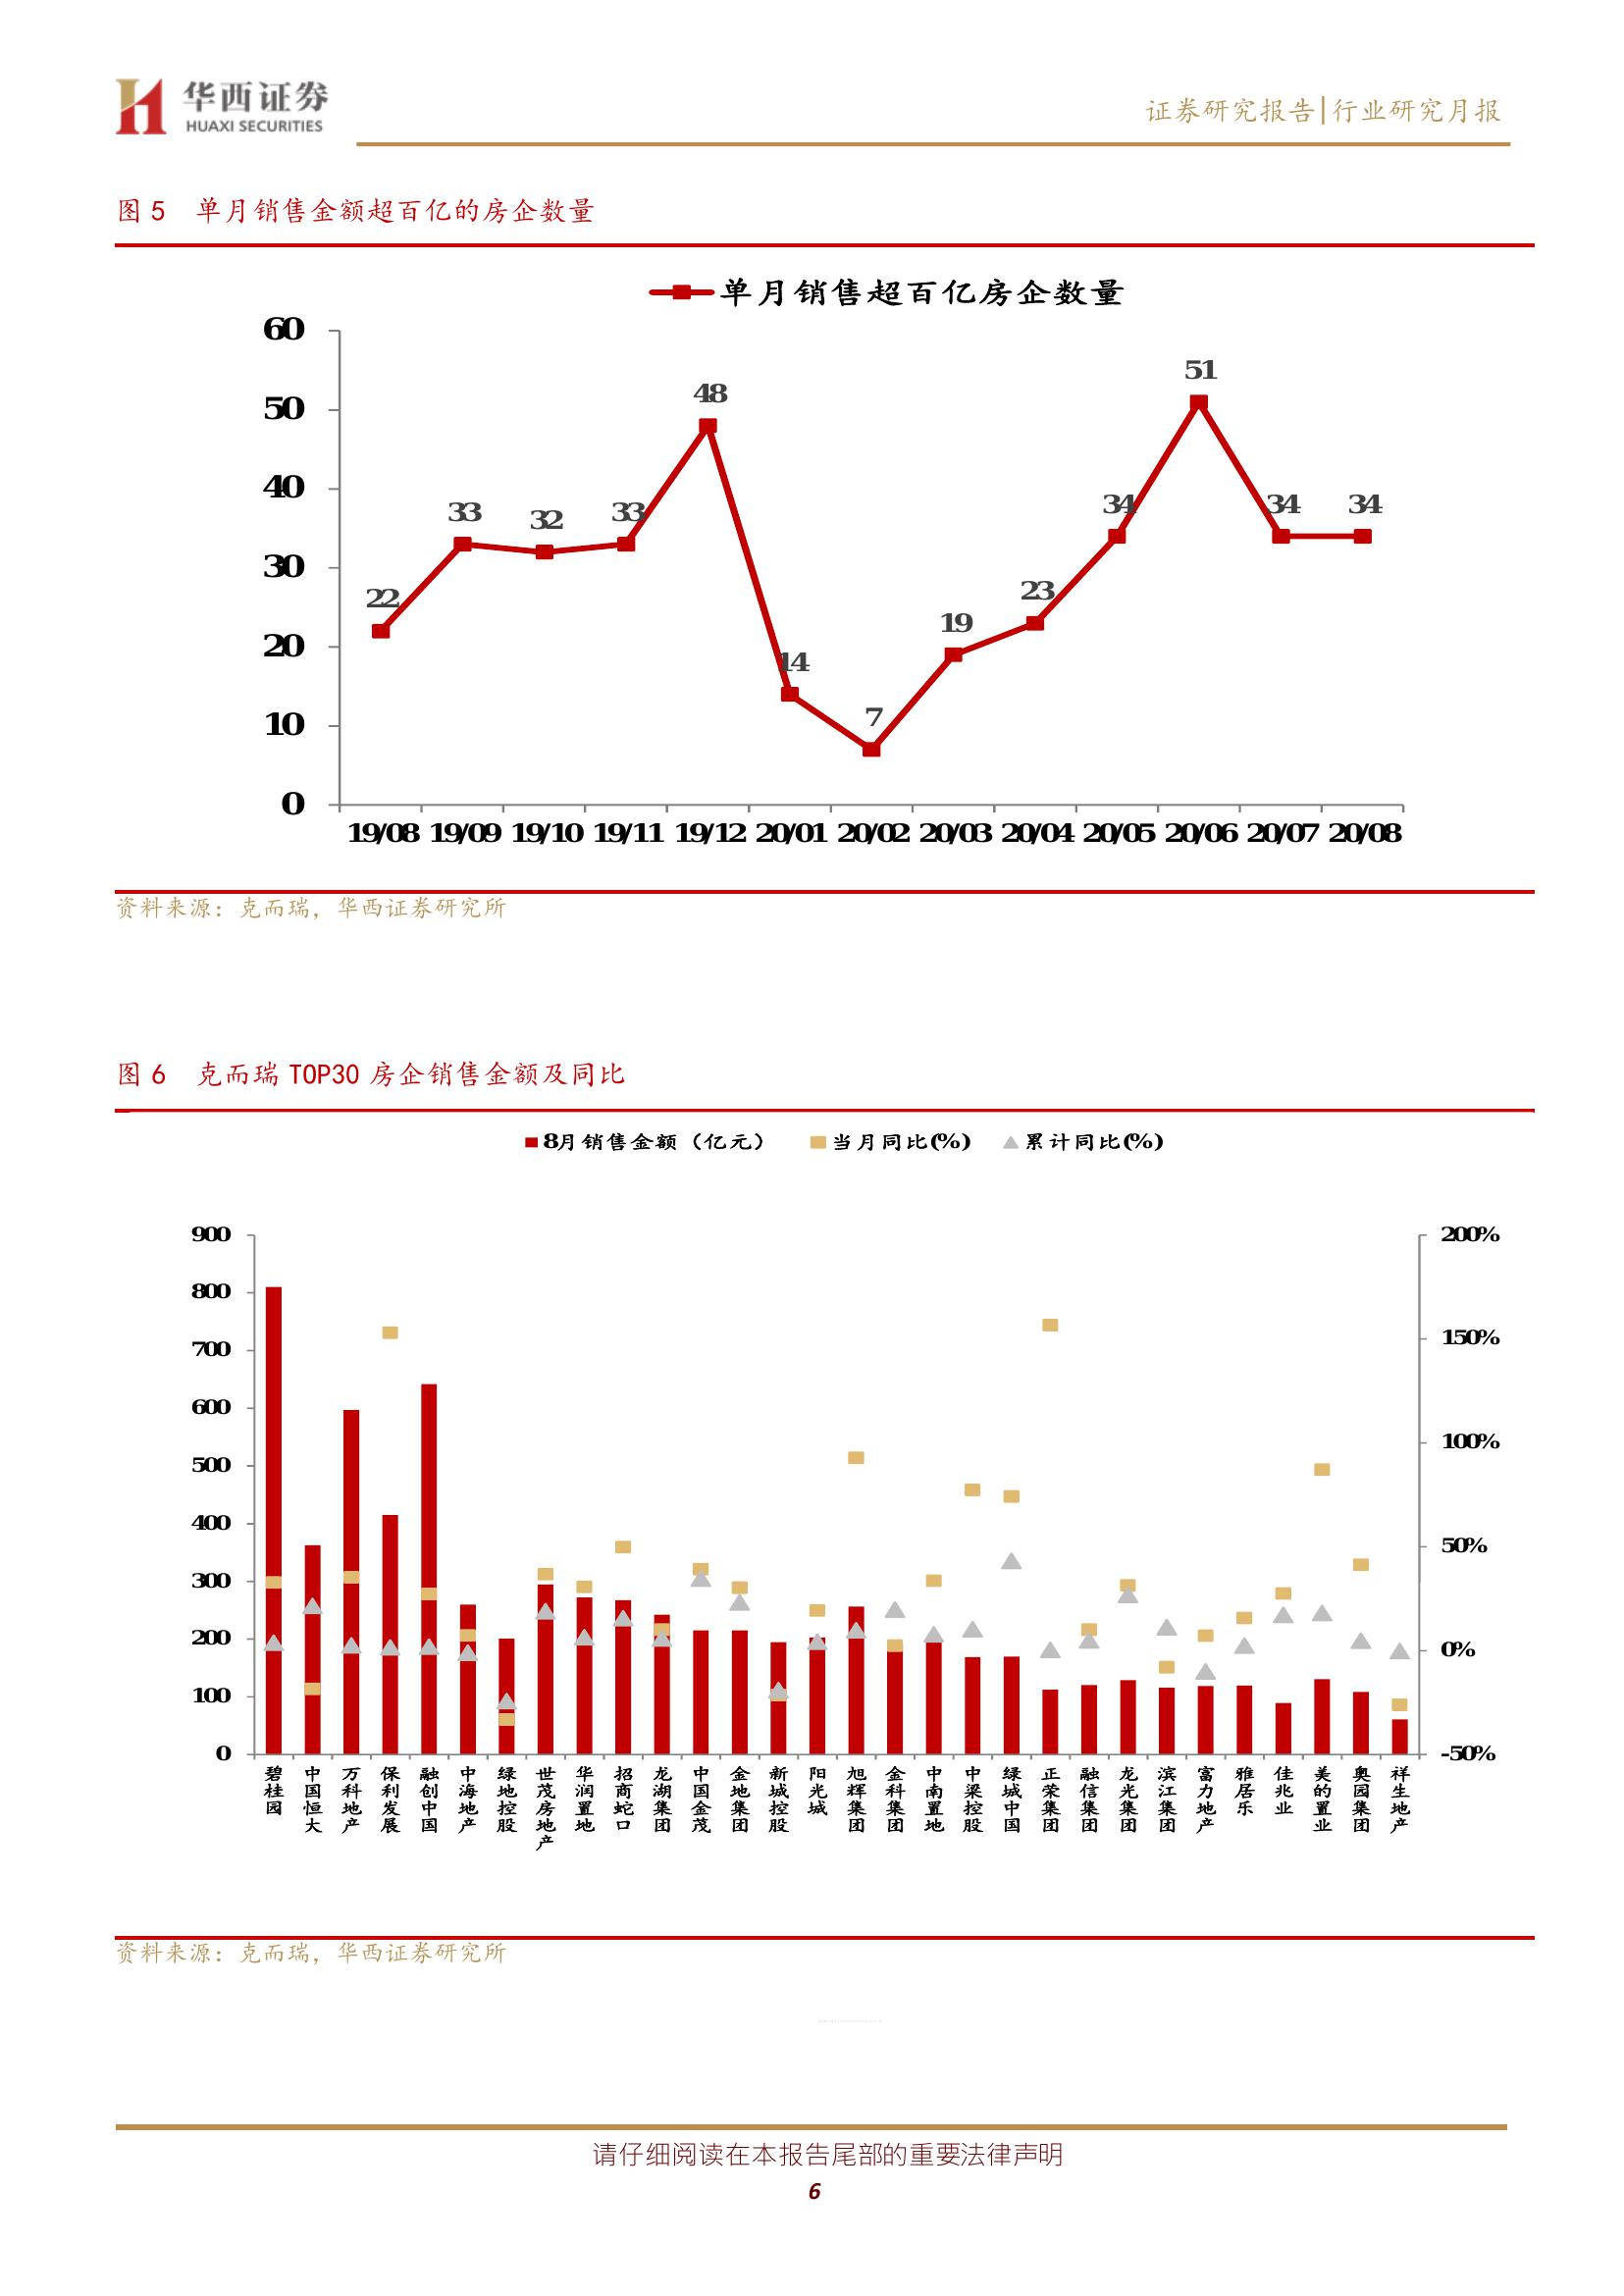 华西证券
HUAXI SECURITIES
证券研究报告|行业研究月报
图 5 单月销售金额超百亿的房企数量
单月销售超百亿房企数量
60
50
40
30
20
10
0
22
33
32
33
48
14
7
19
23
34
51
34
34
19/08 19/09 19/10 19/11 19/12 20/01 20/02 20/03 20/04 20/05 20/06 20/07 20/08
资料来源：克而瑞，华西证券研究所
图 6 克而瑞 TOP30 房企销售金额及同比
8月销售金额（亿元） 当月同比(%) 累计同比(%)
900
800
700
600
500
400
300
200
100
0
200%
150%
100%
50%
0%
-50%
碧桂园
中国恒大
万科地产
保利发展
融创中国
中海地产
绿地控股
世茂房地产
华润置地
招商蛇口
龙湖集团
中国金茂
金地集团
新城控股
阳光城
旭辉集团
金科集团
中南置地
中梁控股
绿城中国
正荣集团
融信集团
龙光集团
滨江集团
富力地产
雅居乐
佳兆业
美的置业
奥园集团
祥生地产
资料来源：克而瑞，华西证券研究所
请仔细阅读在本报告尾部的重要法律声明
6